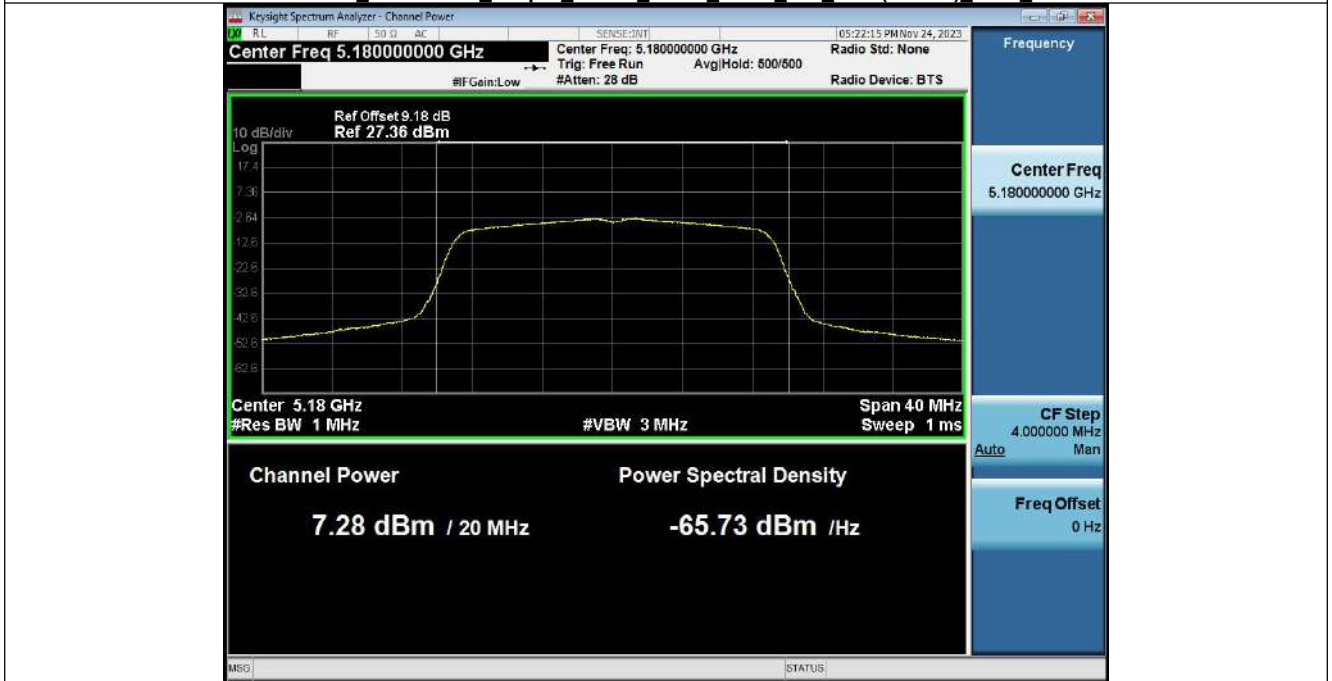 Keysight Spectrum Analyzer - Channel Power
RL RF 50 Ω AC SENSE:INT 05:22:15 PM Nov 24, 2023
Center Freq 5.180000000 GHz
Center Freq: 5.180000000 GHz
Radio Std: None
Trig: Free Run Avg|Hold: 500/500
#IFGain:Low
#Atten: 28 dB
Radio Device: BTS
Frequency
Ref Offset 9.18 dB
10 dB/div Ref 27.36 dBm
Log
17.4
7.36
-2.64
-12.6
-22.6
-32.6
-42.6
-52.6
-62.6
Center 5.18 GHz
Span 40 MHz
#Res BW 1 MHz
#VBW 3 MHz
Sweep 1 ms
Center Freq
5.180000000 GHz
CF Step
4.000000 MHz
Auto Man
Freq Offset
0 Hz
Channel Power
Power Spectral Density
7.28 dBm / 20 MHz
-65.73 dBm /Hz
MSG
STATUS